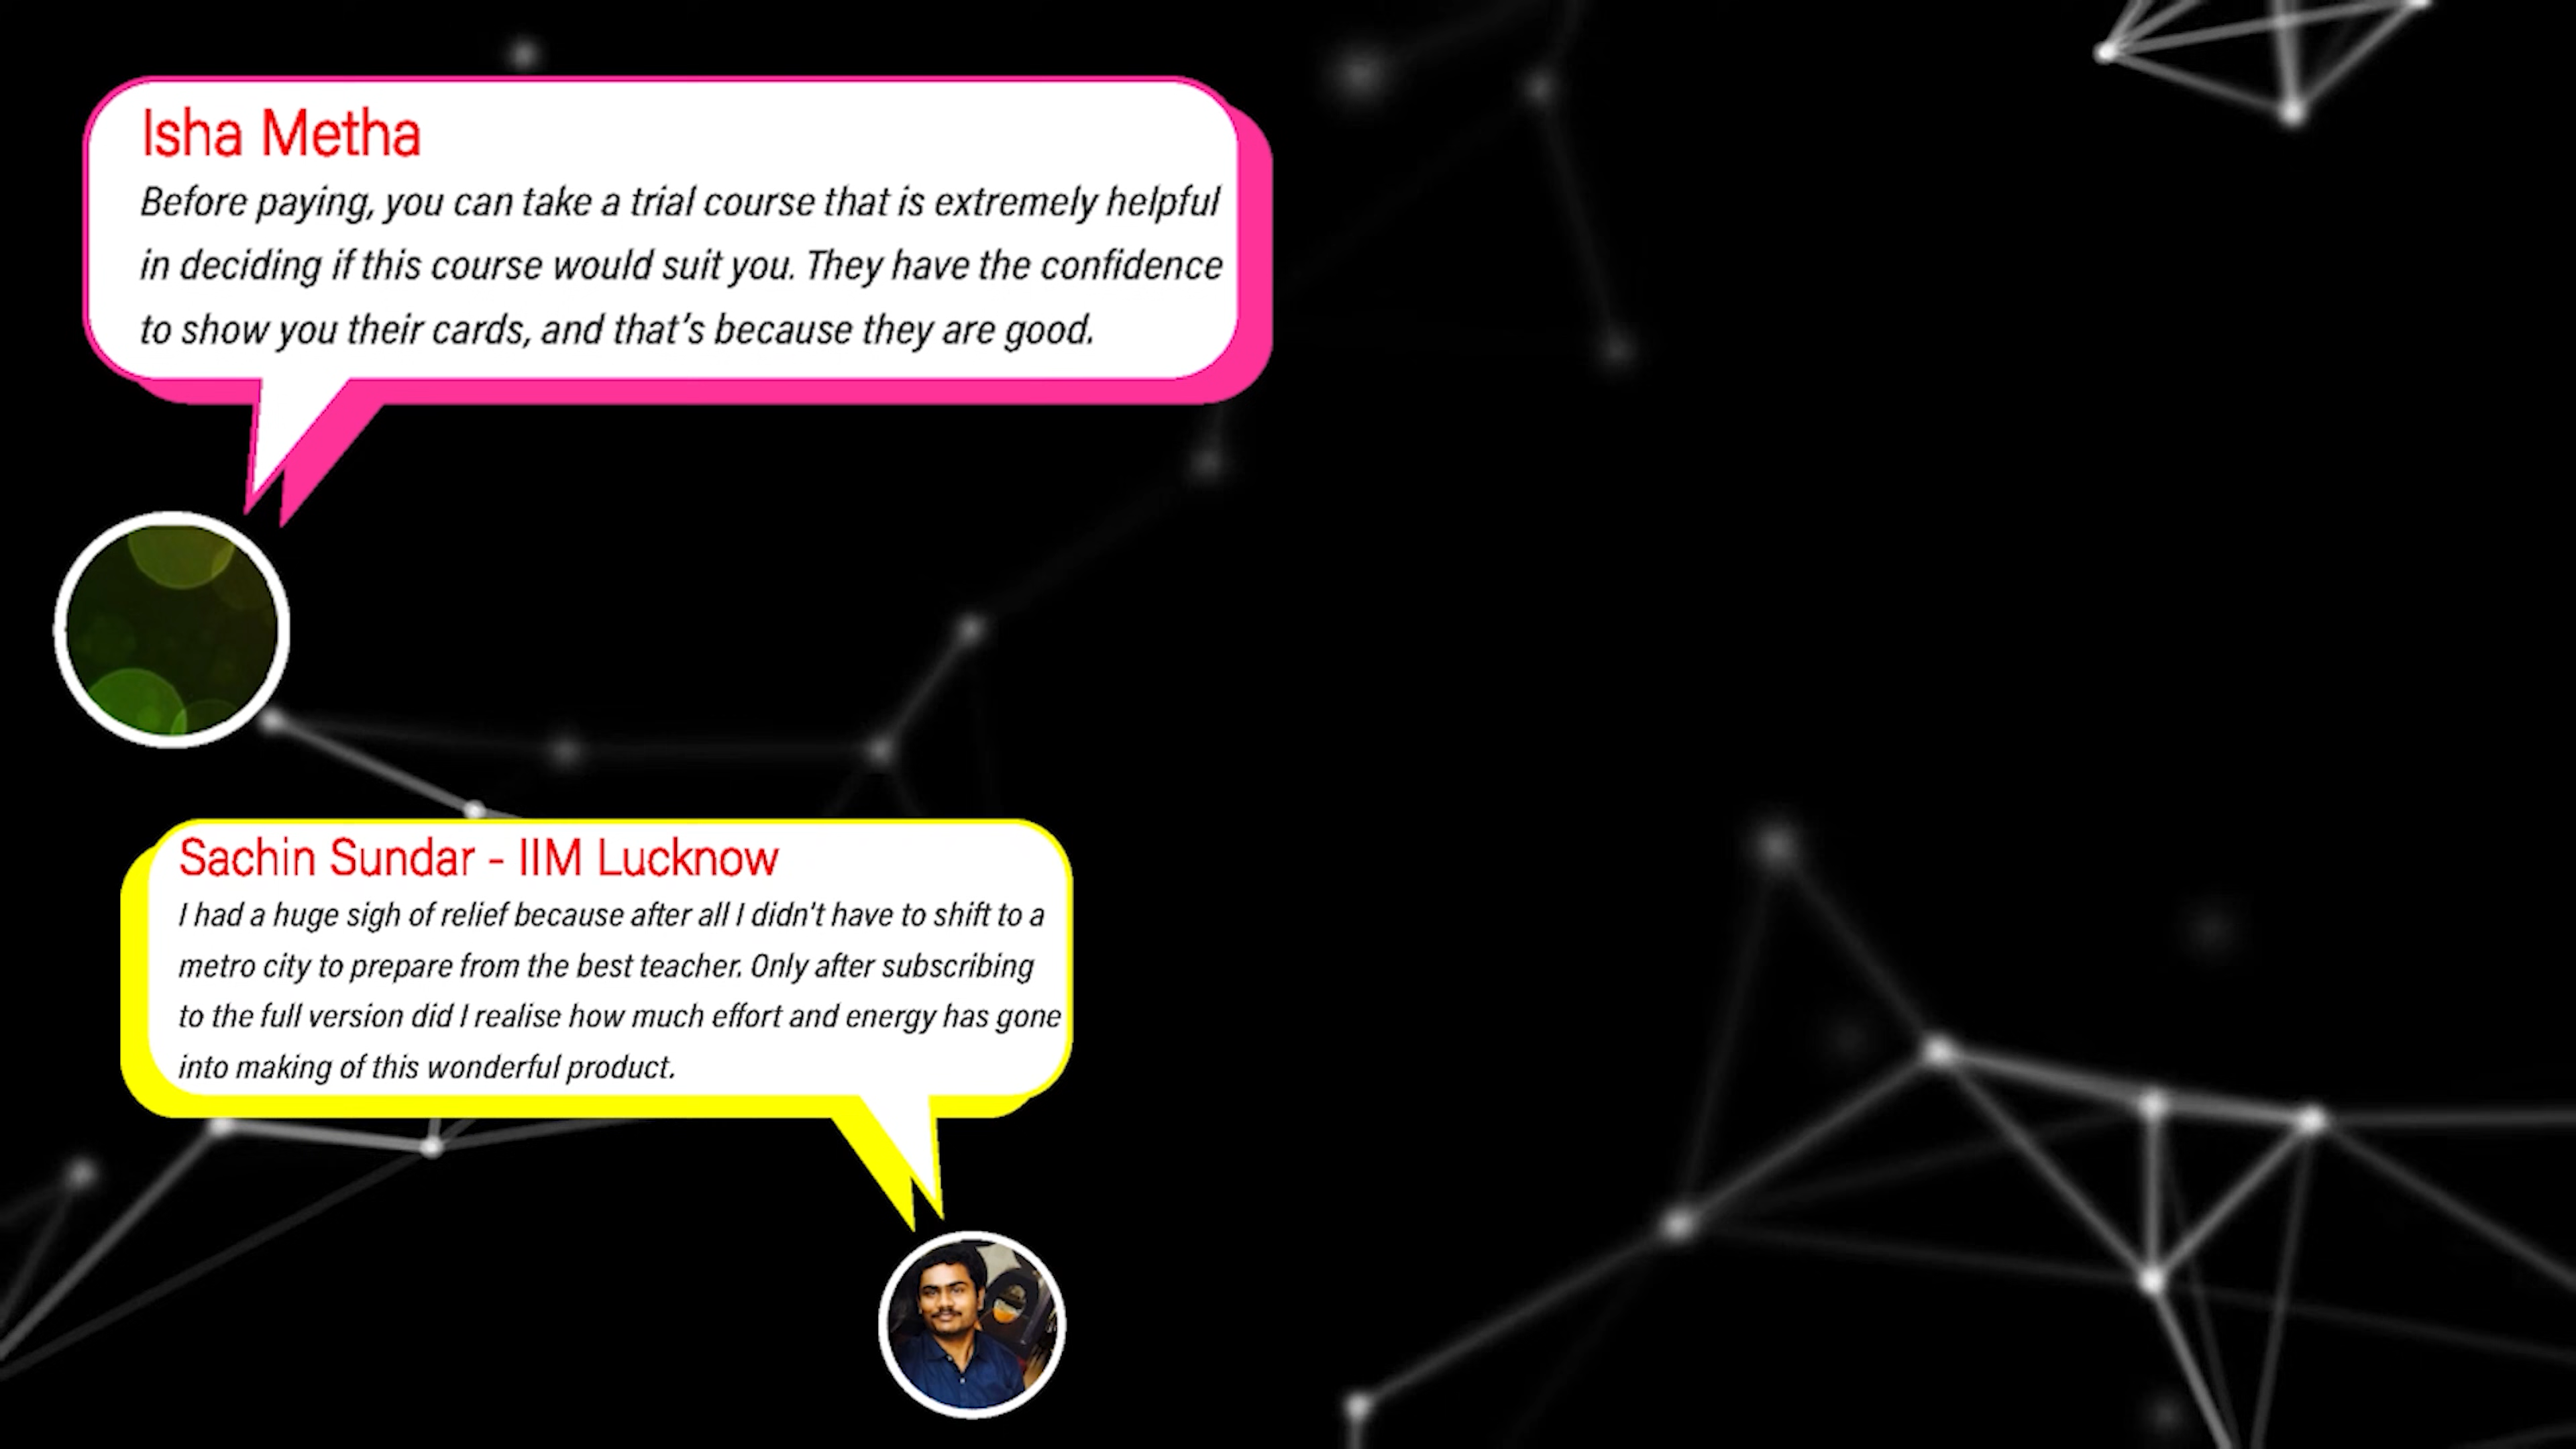 Isha Metha
Before paying, you can take a trial course that is extremely helpful
in deciding if this course would suit you. They have the confidence
to show you their cards, and that's because they are good.
Sachin Sundar - IIM Lucknow
I had a huge sigh of relief because after all I didn't have to shift to a
metro city to prepare from the best teacher. Only after subscribing
to the full version did I realise how much effort and energy has gone
into making of this wonderful product.